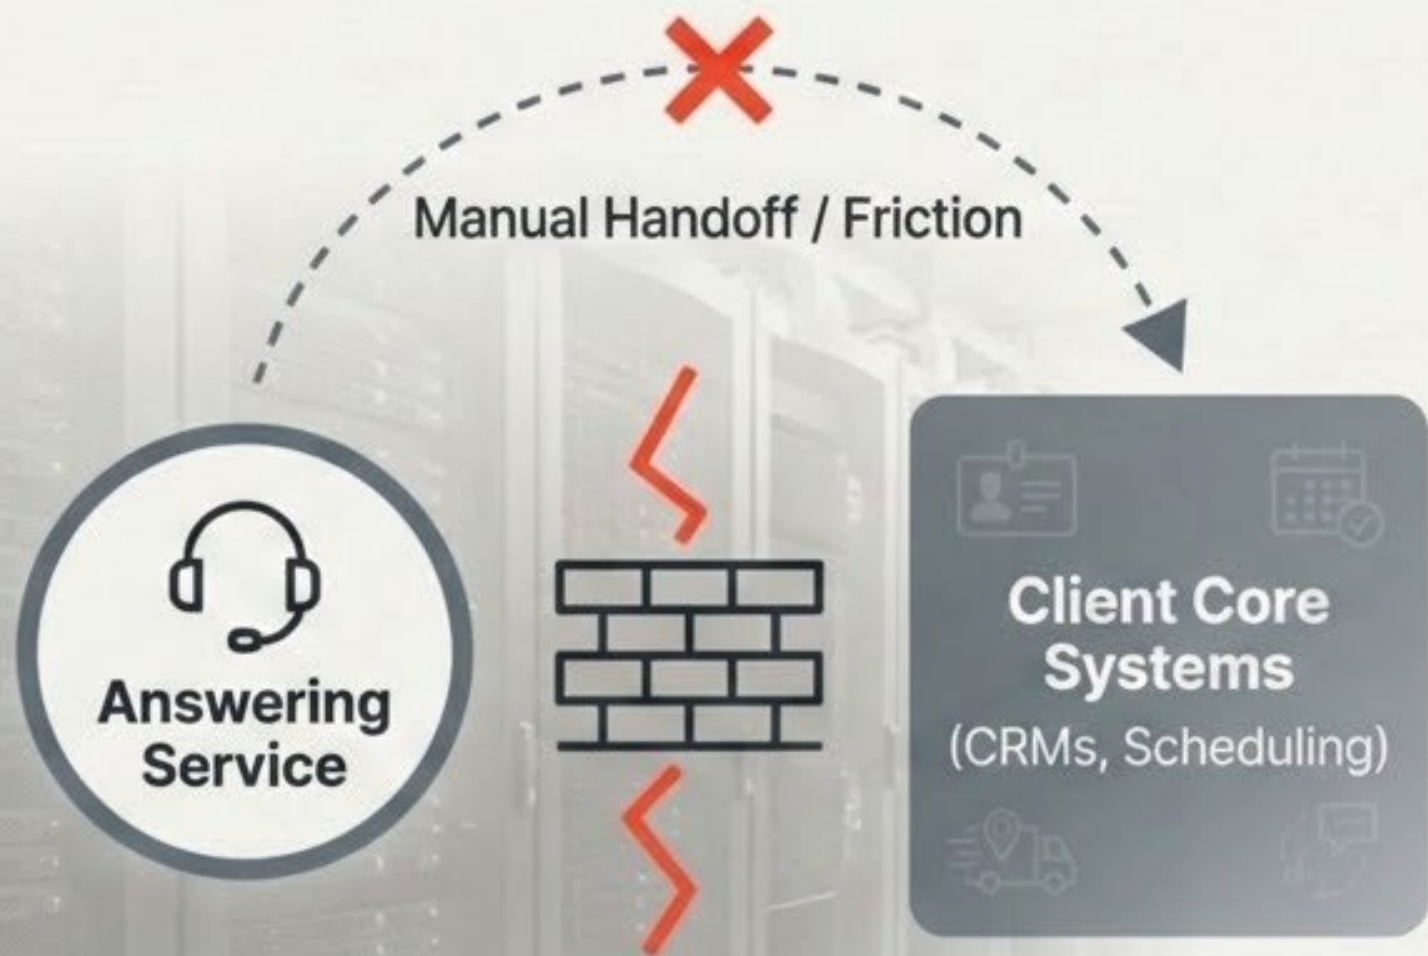 Manual Handoff / Friction
Answering
Service
Client Core
Systems
(CRMs, Scheduling)